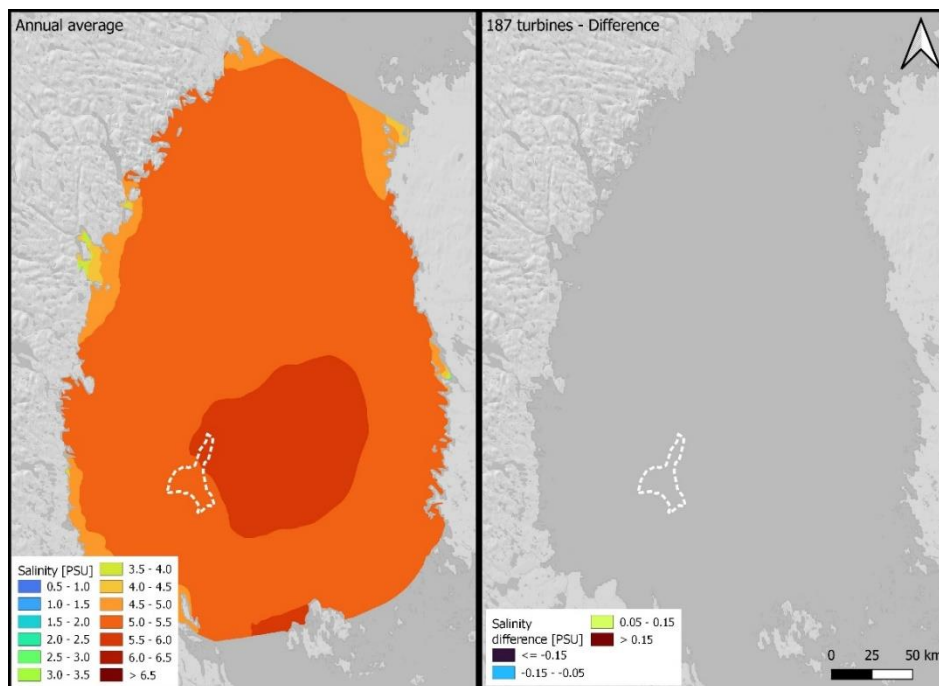 Annual average
187 turbines - Difference
Salinity [PSU]
0.5 - 1.0
1.0 - 1.5
1.5 - 2.0
2.0 - 2.5
2.5 - 3.0
3.0 - 3.5
3.5 - 4.0
4.0 - 4.5
4.5 - 5.0
5.0 - 5.5
5.5 - 6.0
6.0 - 6.5
> 6.5
Salinity
difference [PSU]
<= -0.15
-0.15 - -0.05
0.05 - 0.15
> 0.15
0 25 50 km